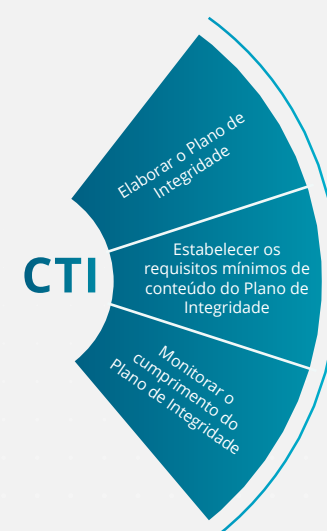 Elaborar o Plano de
Integridade
CTI
Estabelecer os
requisitos mínimos de
conteúdo do Plano de
Integridade
Monitorar o
cumprimento do
Plano de Integridade